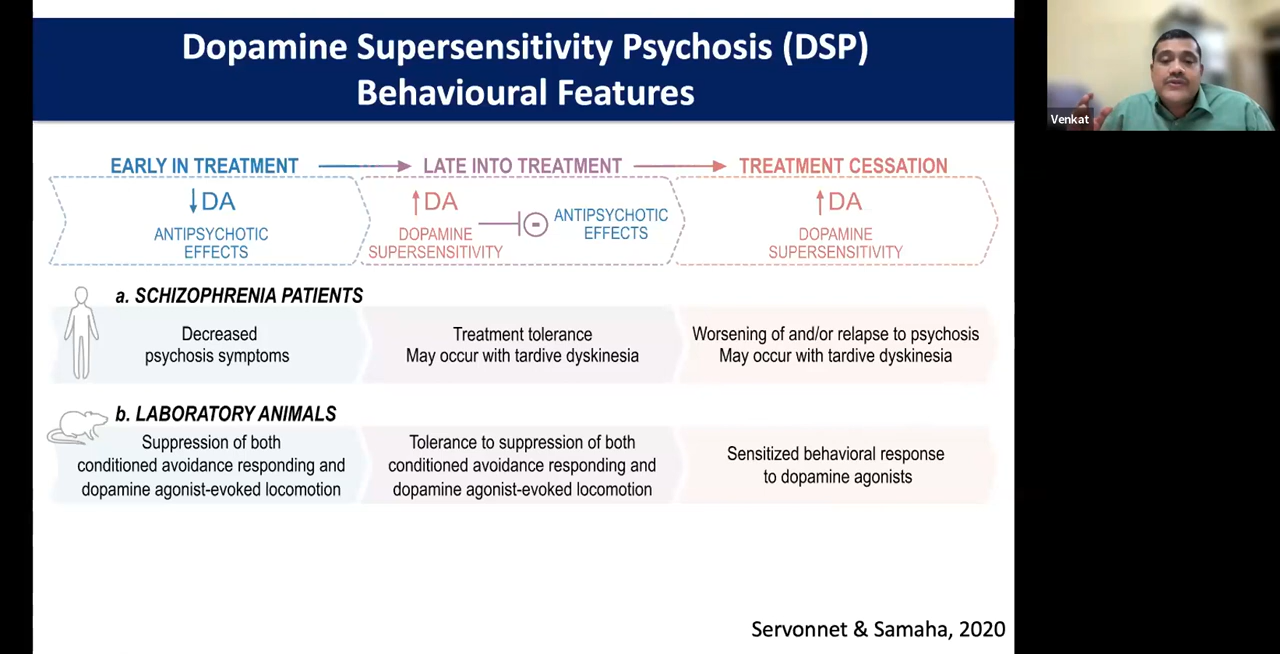 Dopamine Supersensitivity Psychosis (DSP)
Behavioural Features
Venkat
EARLY IN TREATMENT
LATE INTO TREATMENT
TREATMENT CESSATION
↓DA
ANTIPSYCHOTIC
EFFECTS
↑DA
DOPAMINE
SUPERSENSITIVITY
-
ANTIPSYCHOTIC
EFFECTS
↑DA
DOPAMINE
SUPERSENSITIVITY
a. SCHIZOPHRENIA PATIENTS
Decreased
psychosis symptoms
Treatment tolerance
May occur with tardive dyskinesia
Worsening of and/or relapse to psychosis
May occur with tardive dyskinesia
b. LABORATORY ANIMALS
Suppression of both
conditioned avoidance responding and
dopamine agonist-evoked locomotion
Tolerance to suppression of both
conditioned avoidance responding and
dopamine agonist-evoked locomotion
Sensitized behavioral response
to dopamine agonists
Servonnet & Samaha, 2020